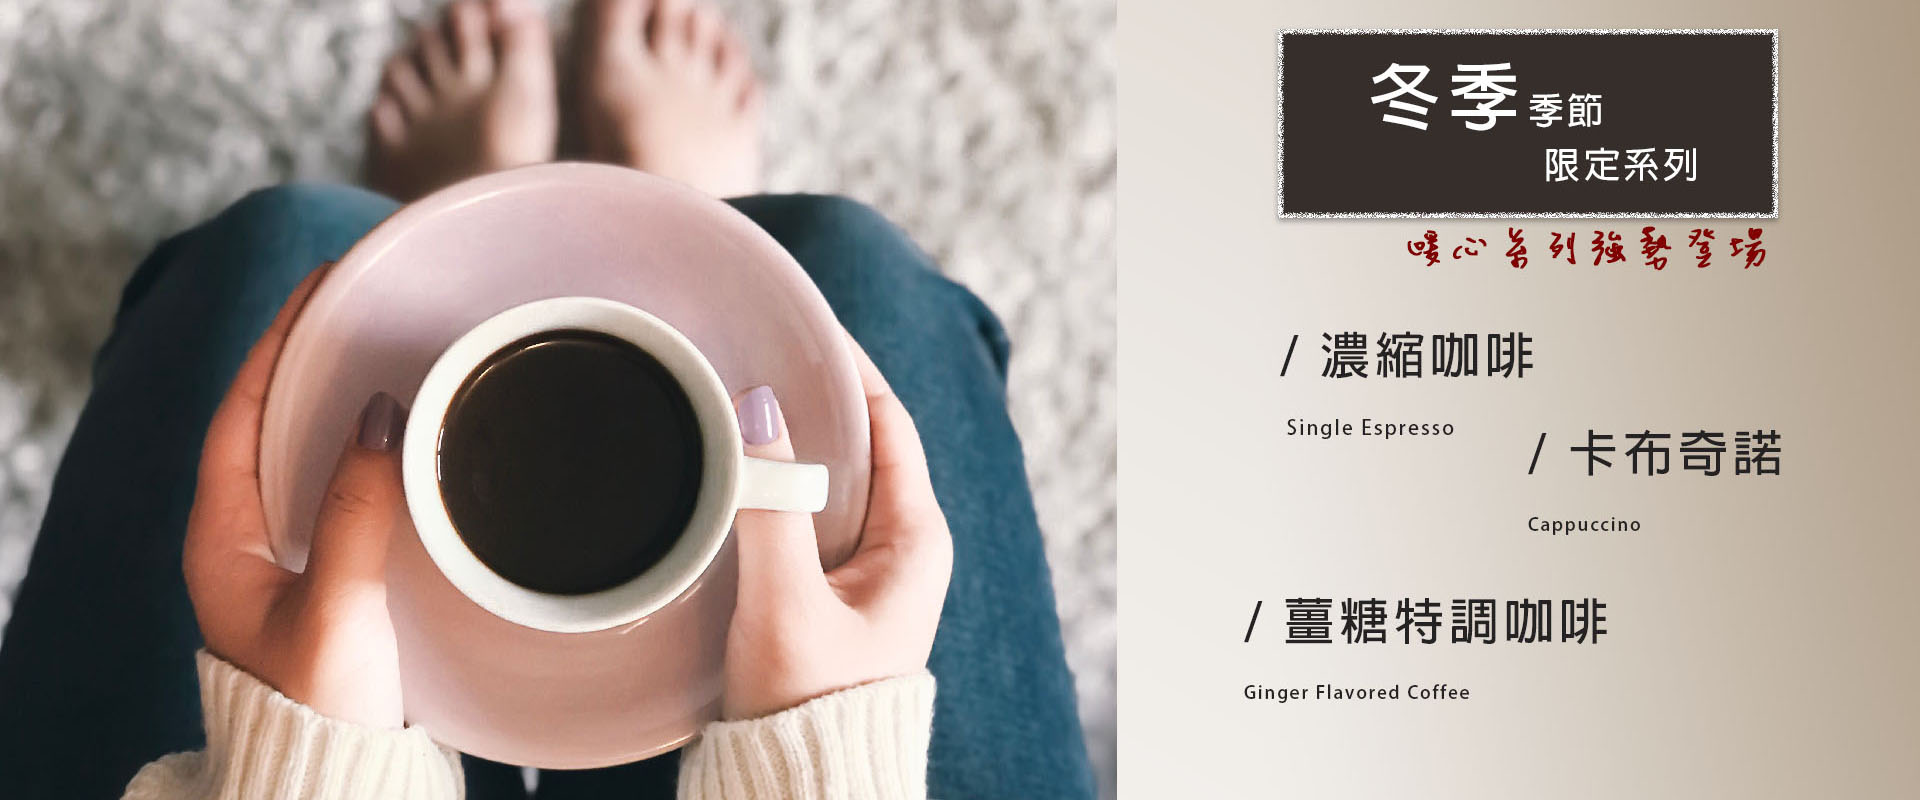 冬季季節
限定系列
暖心系列強勢登場
/ 濃縮咖啡
Single Espresso
/ 卡布奇諾
Cappuccino
/ 薑糖特調咖啡
Ginger Flavored Coffee